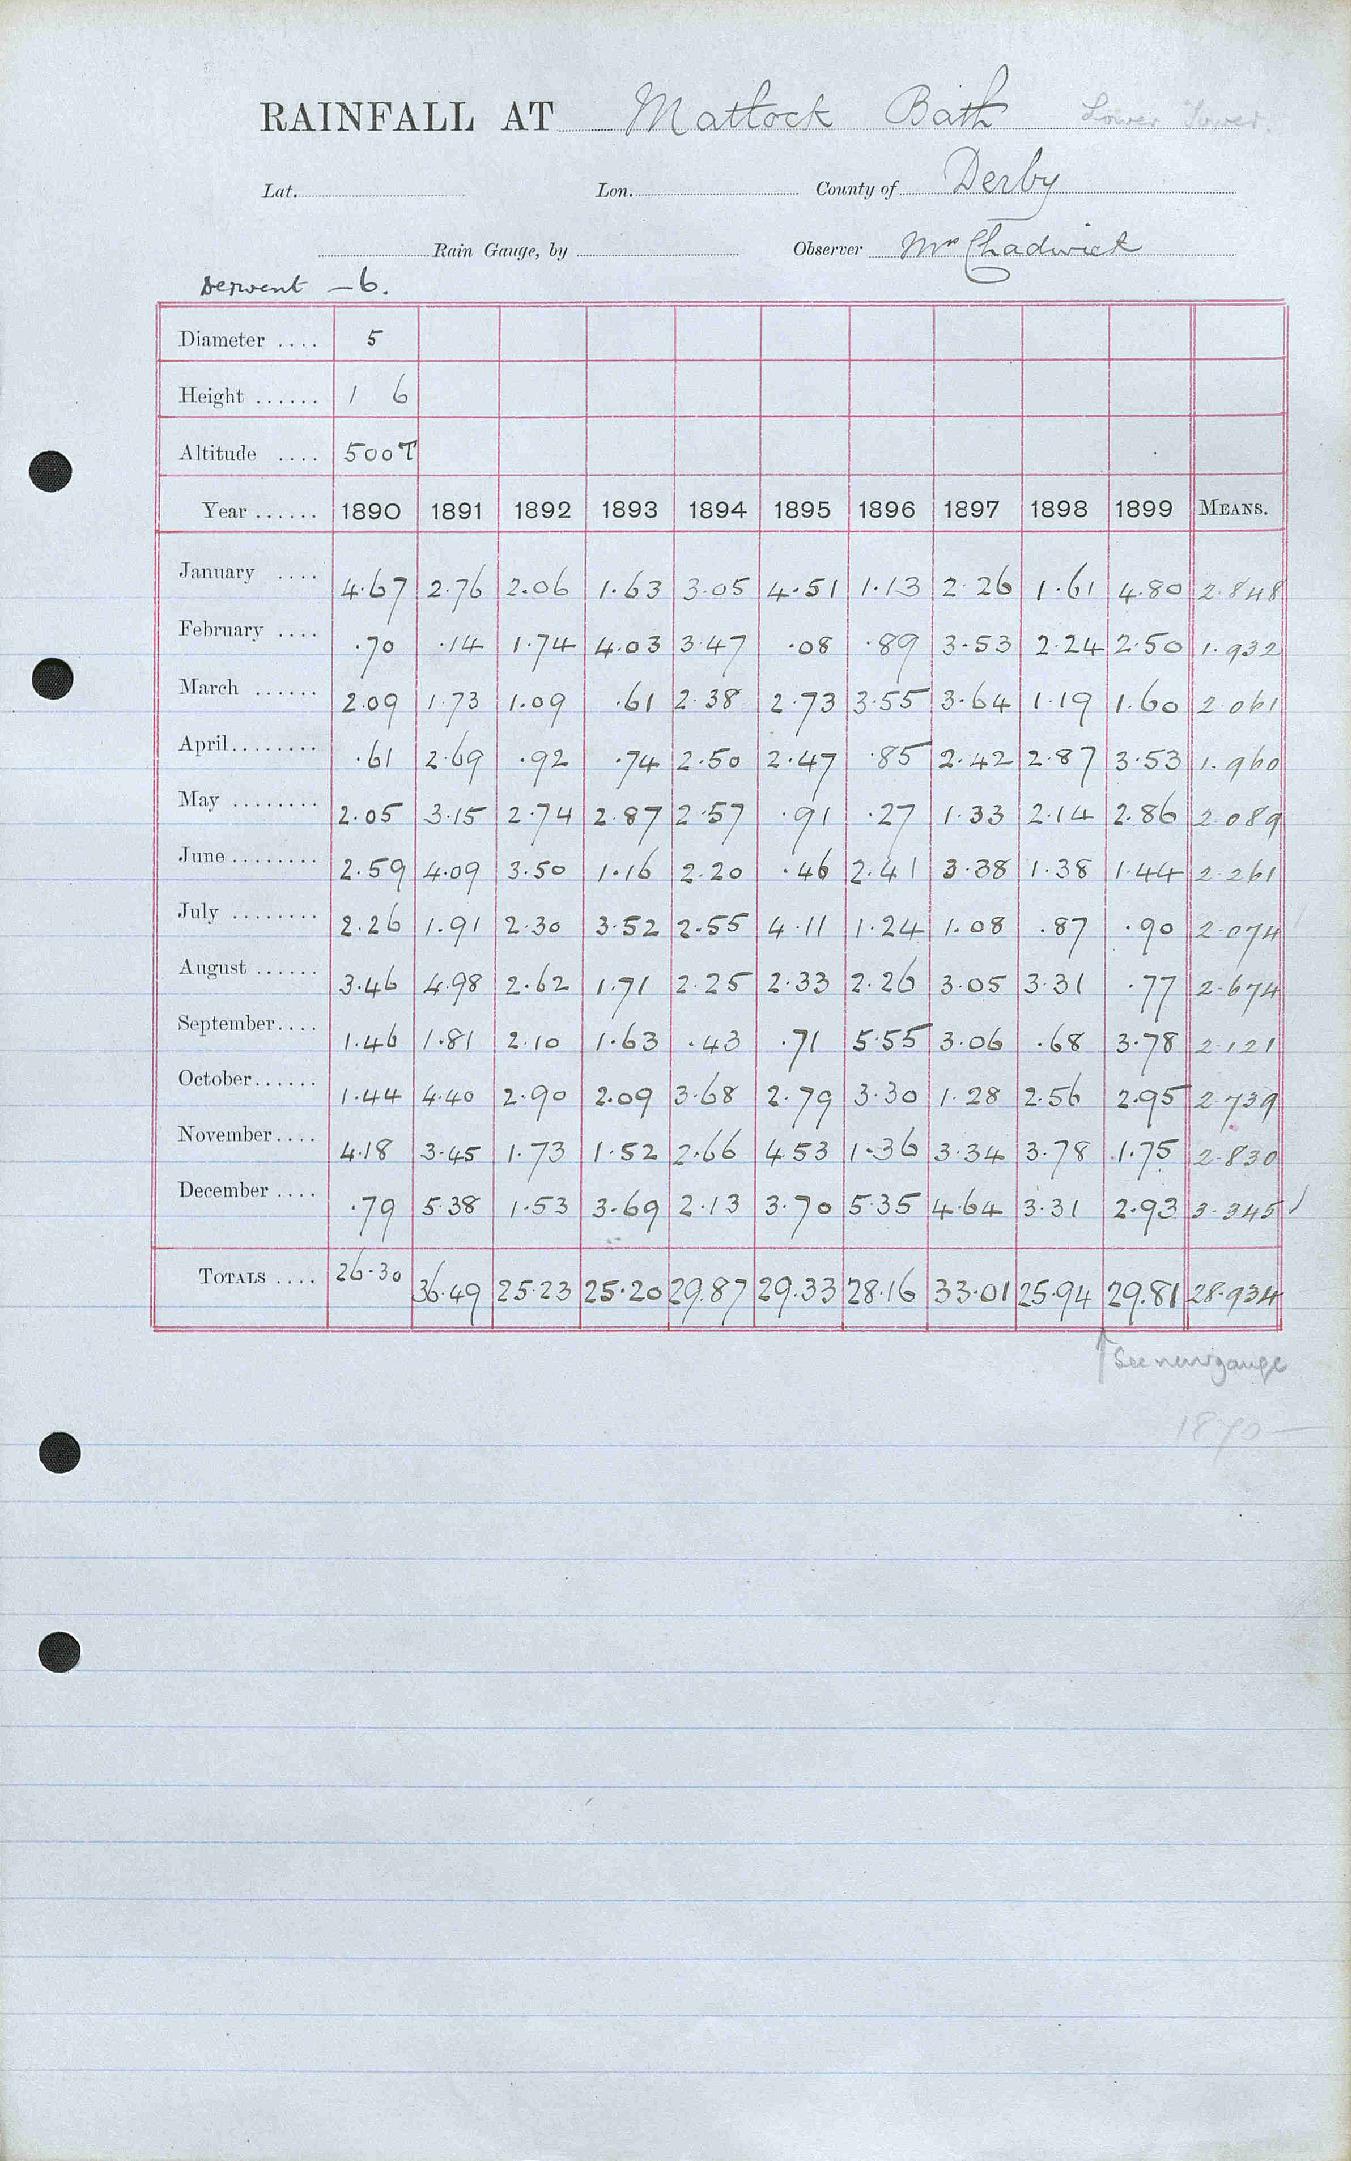 RAINFALL AT Matlock Bath Lower Tower.
Lat. Lon. County of Derby
Rain Gauge, by Observer Mrs Chadwick
Derwent - 6.
Diameter .... 5
Height ...... 1 6
Altitude .... 500T
Year ...... 1890 1891 1892 1893 1894 1895 1896 1897 1898 1899 MEANS.
January .... 4.67 2.76 2.06 1.63 3.05 4.51 1.13 2.26 1.61 4.80 2.848
February .... .70 .14 1.74 4.03 3.47 .08 .89 3.53 2.24 2.50 1.932
March ...... 2.09 1.73 1.09 .61 2.38 2.73 3.55 3.64 1.19 1.60 2.061
April........ .61 2.69 .92 .74 2.50 2.47 .85 2.42 2.87 3.53 1.960
May ........ 2.05 3.15 2.74 2.87 2.57 .91 .27 1.33 2.14 2.86 2.089
June ........ 2.59 4.09 3.50 1.16 2.20 .46 2.41 3.38 1.38 1.44 2.261
July ........ 2.26 1.91 2.30 3.52 2.55 4.11 1.24 1.08 .87 .90 2.074
August ...... 3.46 4.98 2.62 1.71 2.25 2.33 2.26 3.05 3.31 .77 2.674
September.... 1.46 1.81 2.10 1.63 .43 .71 5.55 3.06 .68 3.78 2.121
October...... 1.44 4.40 2.90 2.09 3.68 2.79 3.30 1.28 2.56 2.95 2.739
November.... 4.18 3.45 1.73 1.52 2.66 4.53 1.36 3.34 3.78 1.75 2.830
December .... .79 5.38 1.53 3.69 2.13 3.70 5.35 4.64 3.31 2.93 3.345
TOTALS .... 26.30 36.49 25.23 25.20 29.87 29.33 28.16 33.01 25.94 29.81 28.934
↑ See new gauge
1870 —